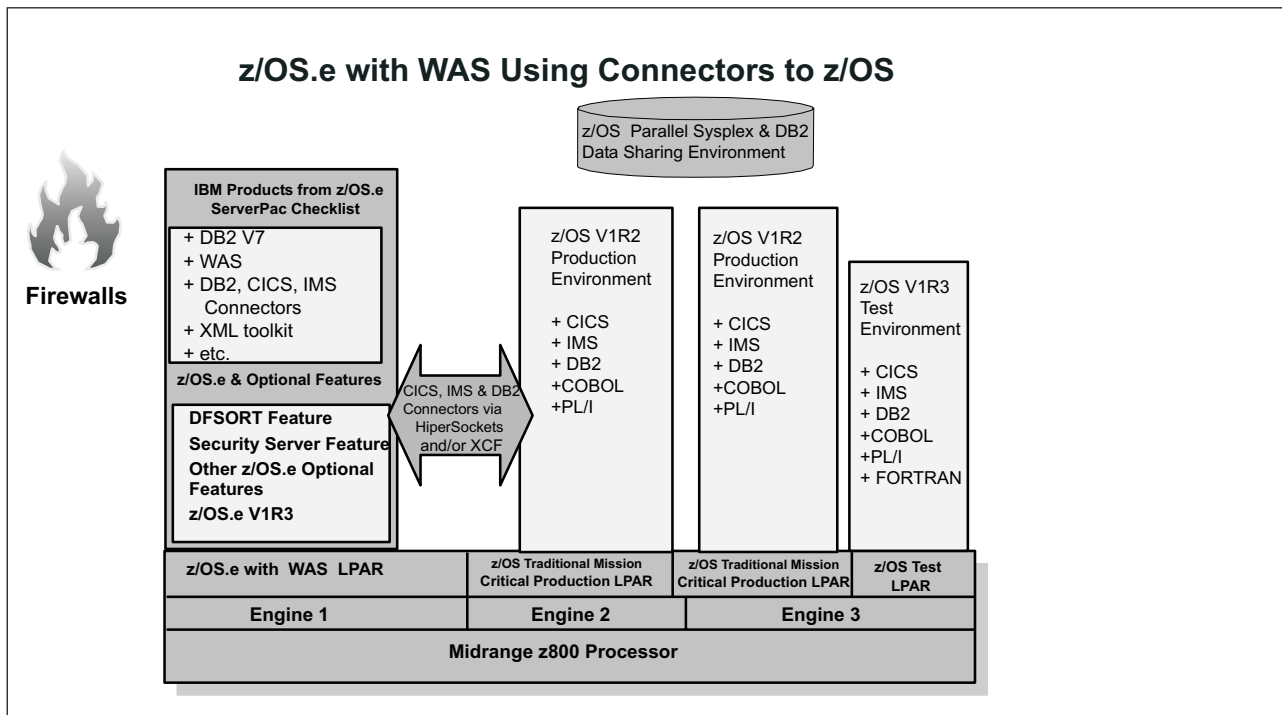 z/OS.e with WAS Using Connectors to z/OS
z/OS Parallel Sysplex & DB2
Data Sharing Environment
Firewalls
IBM Products from z/OS.e
ServerPac Checklist
+ DB2 V7
+ WAS
+ DB2, CICS, IMS
Connectors
+ XML toolkit
+ etc.
z/OS.e & Optional Features
DFSORT Feature
Security Server Feature
Other z/OS.e Optional
Features
z/OS.e V1R3
CICS, IMS & DB2
Connectors via
HiperSockets
and/or XCF
z/OS V1R2
Production
Environment
+ CICS
+ IMS
+ DB2
+COBOL
+PL/I
z/OS V1R2
Production
Environment
+ CICS
+ IMS
+ DB2
+COBOL
+PL/I
z/OS V1R3
Test
Environment
+ CICS
+ IMS
+ DB2
+COBOL
+PL/I
+ FORTRAN
z/OS.e with WAS LPAR
z/OS Traditional Mission
Critical Production LPAR
z/OS Traditional Mission
Critical Production LPAR
z/OS Test
LPAR
Engine 1
Engine 2
Engine 3
Midrange z800 Processor